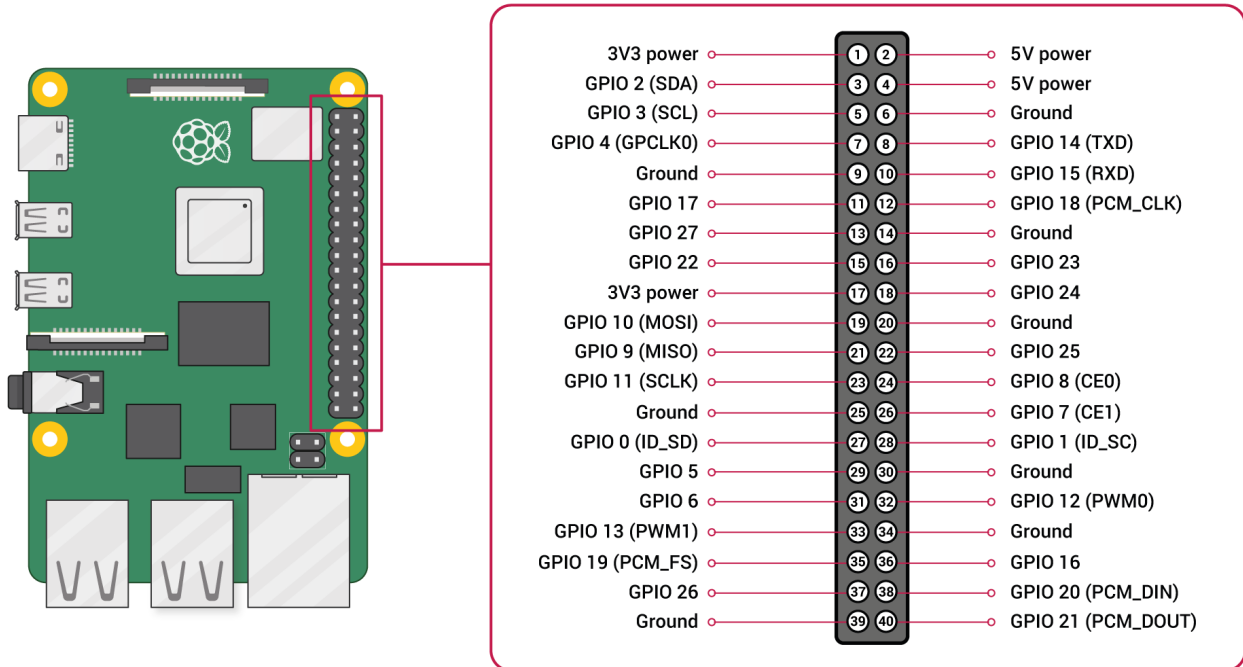 3V3 power 1 2 5V power
GPIO 2 (SDA) 3 4 5V power
GPIO 3 (SCL) 5 6 Ground
GPIO 4 (GPCLK0) 7 8 GPIO 14 (TXD)
Ground 9 10 GPIO 15 (RXD)
GPIO 17 11 12 GPIO 18 (PCM_CLK)
GPIO 27 13 14 Ground
GPIO 22 15 16 GPIO 23
3V3 power 17 18 GPIO 24
GPIO 10 (MOSI) 19 20 Ground
GPIO 9 (MISO) 21 22 GPIO 25
GPIO 11 (SCLK) 23 24 GPIO 8 (CE0)
Ground 25 26 GPIO 7 (CE1)
GPIO 0 (ID_SD) 27 28 GPIO 1 (ID_SC)
GPIO 5 29 30 Ground
GPIO 6 31 32 GPIO 12 (PWM0)
GPIO 13 (PWM1) 33 34 Ground
GPIO 19 (PCM_FS) 35 36 GPIO 16
GPIO 26 37 38 GPIO 20 (PCM_DIN)
Ground 39 40 GPIO 21 (PCM_DOUT)